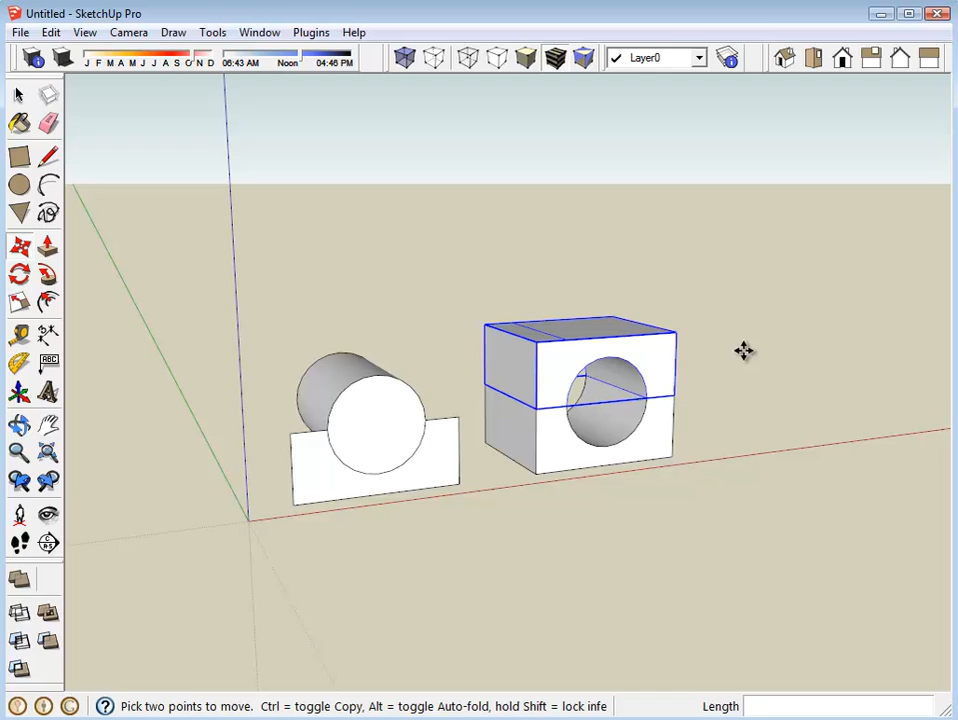 Untitled - SketchUp Pro
File Edit View Camera Draw Tools Window Plugins Help
J F M A M J J A S O N D 06:43 AM Noon 04:46 PM Layer0
ABC
Pick two points to move. Ctrl = toggle Copy, Alt = toggle Auto-fold, hold Shift = lock infe Length